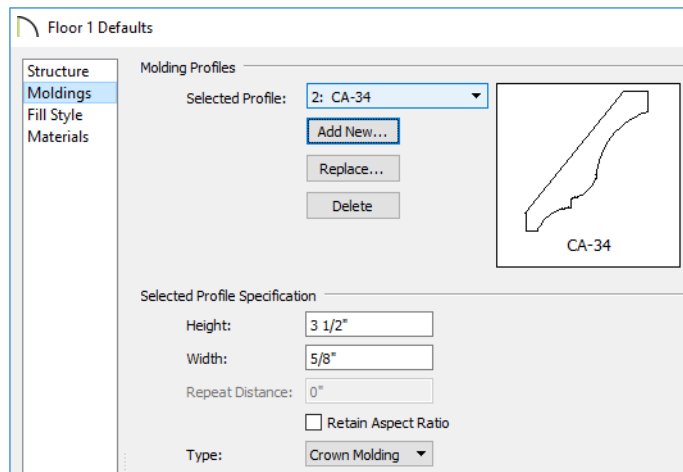 Floor 1 Defaults
Structure
Moldings
Fill Style
Materials
Molding Profiles
Selected Profile: 2: CA-34
Add New...
Replace...
Delete
CA-34
Selected Profile Specification
Height: 3 1/2"
Width: 5/8"
Repeat Distance: 0"
Retain Aspect Ratio
Type: Crown Molding